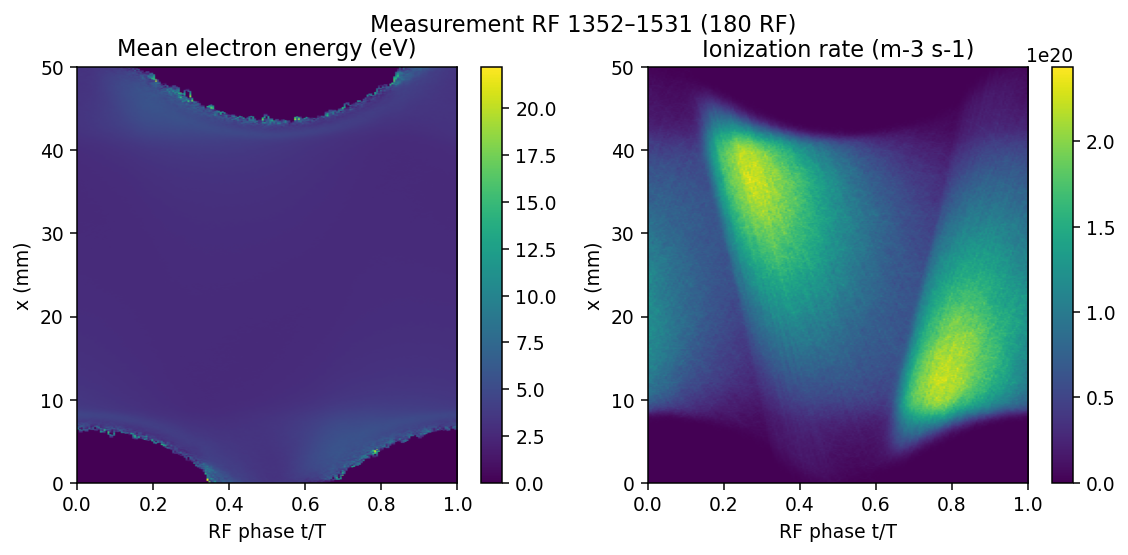 Measurement RF 1352–1531 (180 RF)
Mean electron energy (eV)
Ionization rate (m-3 s-1)
1e20
50
40
30
20
10
0
x (mm)
0.0 0.2 0.4 0.6 0.8 1.0
RF phase t/T
20.0
17.5
15.0
12.5
10.0
7.5
5.0
2.5
0.0
50
40
30
20
10
0
x (mm)
0.0 0.2 0.4 0.6 0.8 1.0
RF phase t/T
2.0
1.5
1.0
0.5
0.0